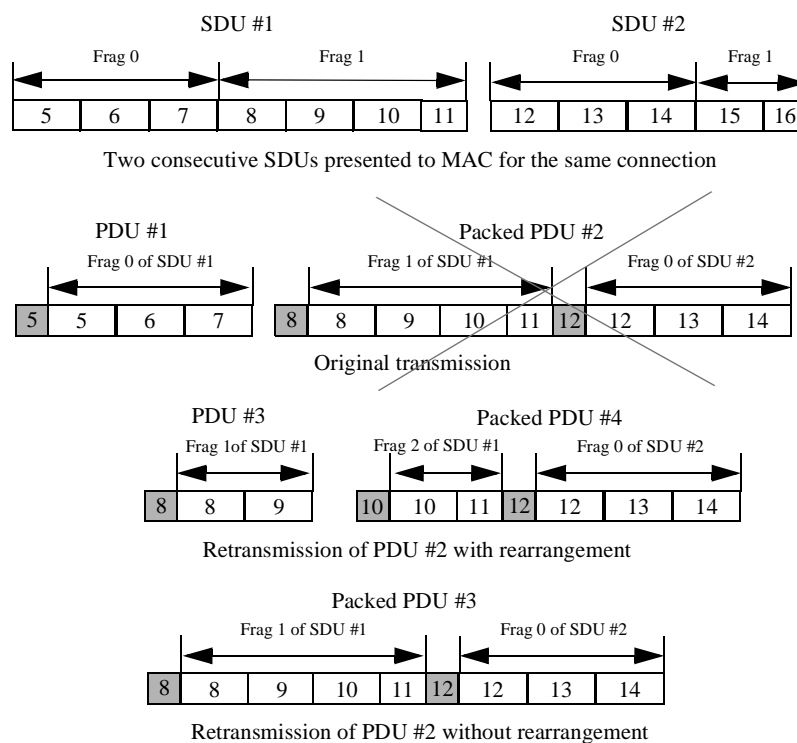 SDU #1 SDU #2
Frag 0 Frag 1 Frag 0 Frag 1
5 6 7 8 9 10 11 12 13 14 15 16
Two consecutive SDUs presented to MAC for the same connection
PDU #1 Packed PDU #2
Frag 0 of SDU #1 Frag 1 of SDU #1 Frag 0 of SDU #2
5 5 6 7 8 8 9 10 11 12 12 13 14
Original transmission
PDU #3 Packed PDU #4
Frag 1of SDU #1 Frag 2 of SDU #1 Frag 0 of SDU #2
8 8 9 10 10 11 12 12 13 14
Retransmission of PDU #2 with rearrangement
Packed PDU #3
Frag 1 of SDU #1 Frag 0 of SDU #2
8 8 9 10 11 12 12 13 14
Retransmission of PDU #2 without rearrangement